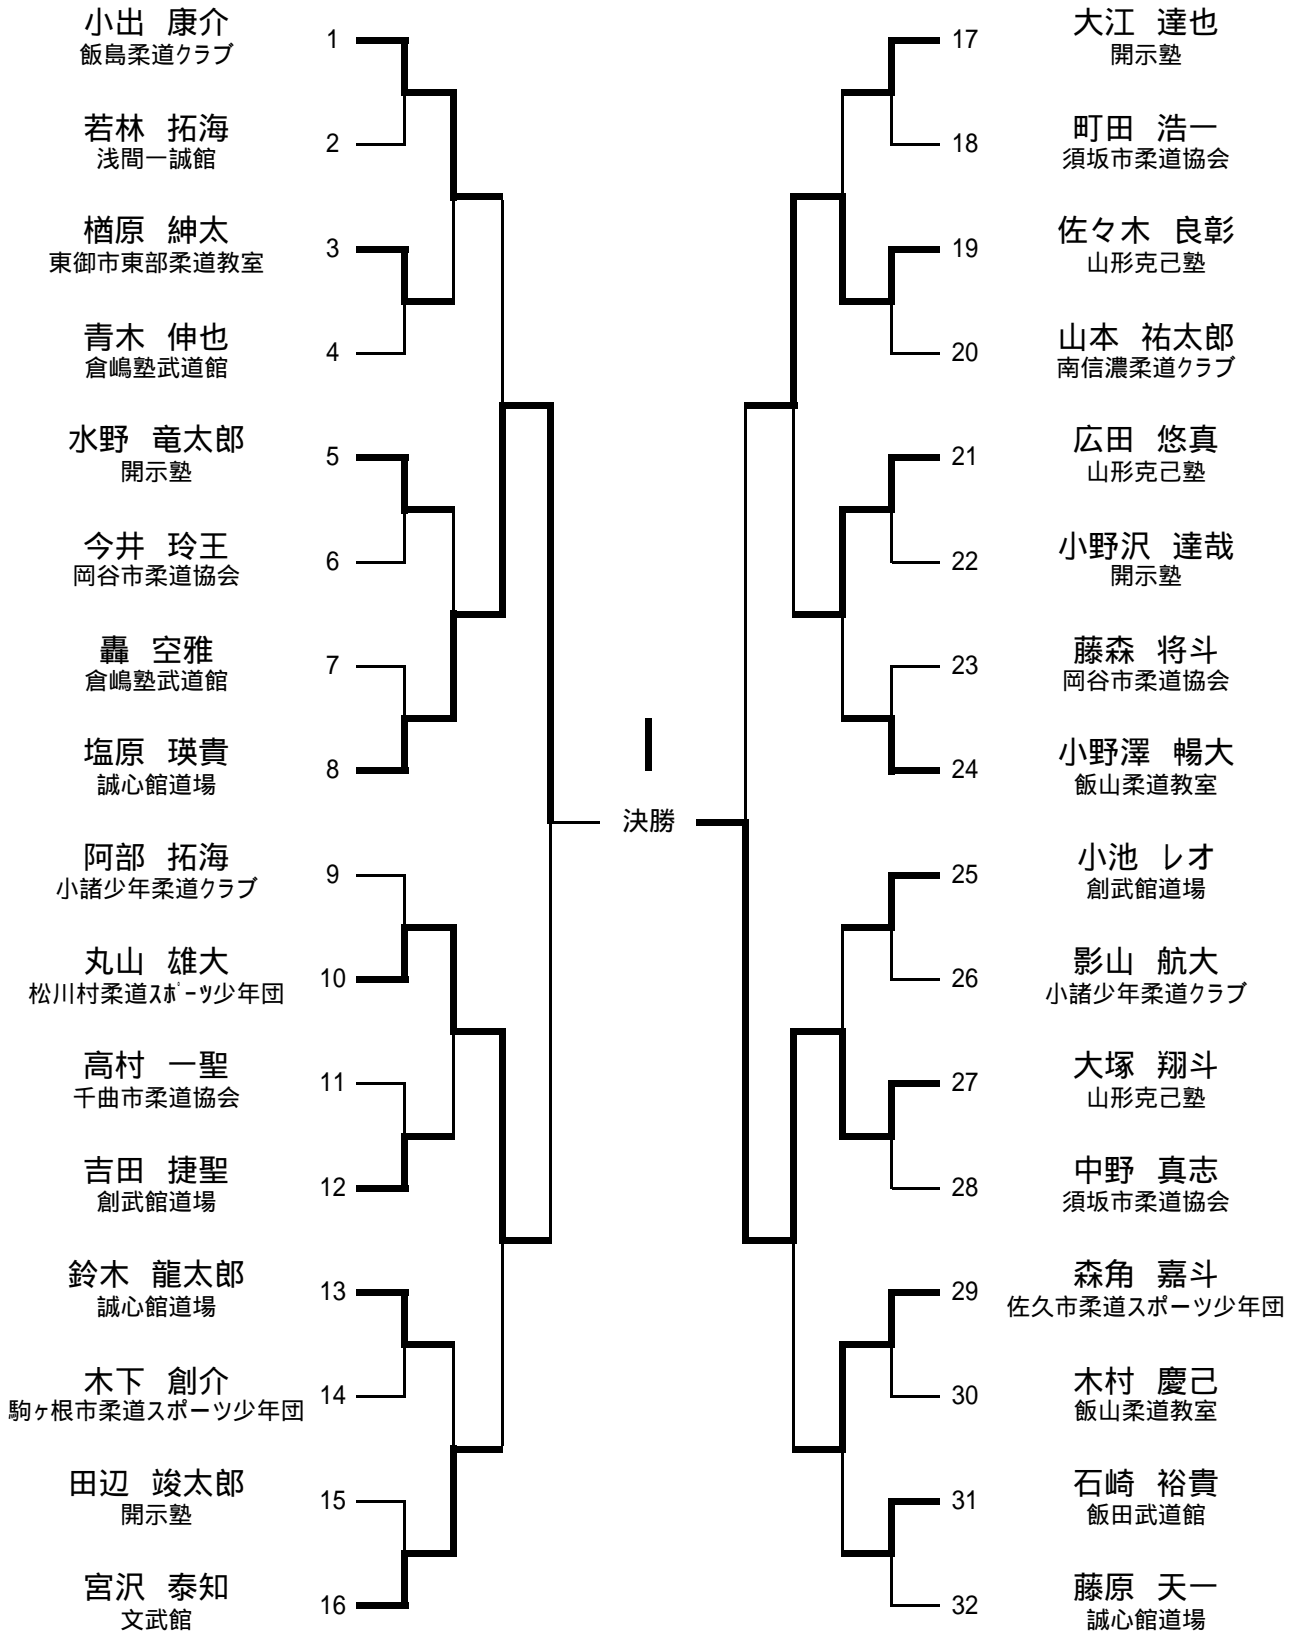 小出 康介
飯島柔道クラブ
1
若林 拓海
浅間一誠館
2
楢原 紳太
東御市東部柔道教室
3
青木 伸也
倉嶋塾武道館
4
水野 竜太郎
開示塾
5
今井 玲王
岡谷市柔道協会
6
轟 空雅
倉嶋塾武道館
7
塩原 瑛貴
誠心館道場
8
阿部 拓海
小諸少年柔道クラブ
9
丸山 雄大
松川村柔道スポーツ少年団
10
高村 一聖
千曲市柔道協会
11
吉田 捷聖
創武館道場
12
鈴木 龍太郎
誠心館道場
13
木下 創介
駒ヶ根市柔道スポーツ少年団
14
田辺 竣太郎
開示塾
15
宮沢 泰知
文武館
16
決勝
17
大江 達也
開示塾
18
町田 浩一
須坂市柔道協会
19
佐々木 良彰
山形克己塾
20
山本 祐太郎
南信濃柔道クラブ
21
広田 悠真
山形克己塾
22
小野沢 達哉
開示塾
23
藤森 将斗
岡谷市柔道協会
24
小野澤 暢大
飯山柔道教室
25
小池 レオ
創武館道場
26
影山 航大
小諸少年柔道クラブ
27
大塚 翔斗
山形克己塾
28
中野 真志
須坂市柔道協会
29
森角 嘉斗
佐久市柔道スポーツ少年団
30
木村 慶己
飯山柔道教室
31
石崎 裕貴
飯田武道館
32
藤原 天一
誠心館道場